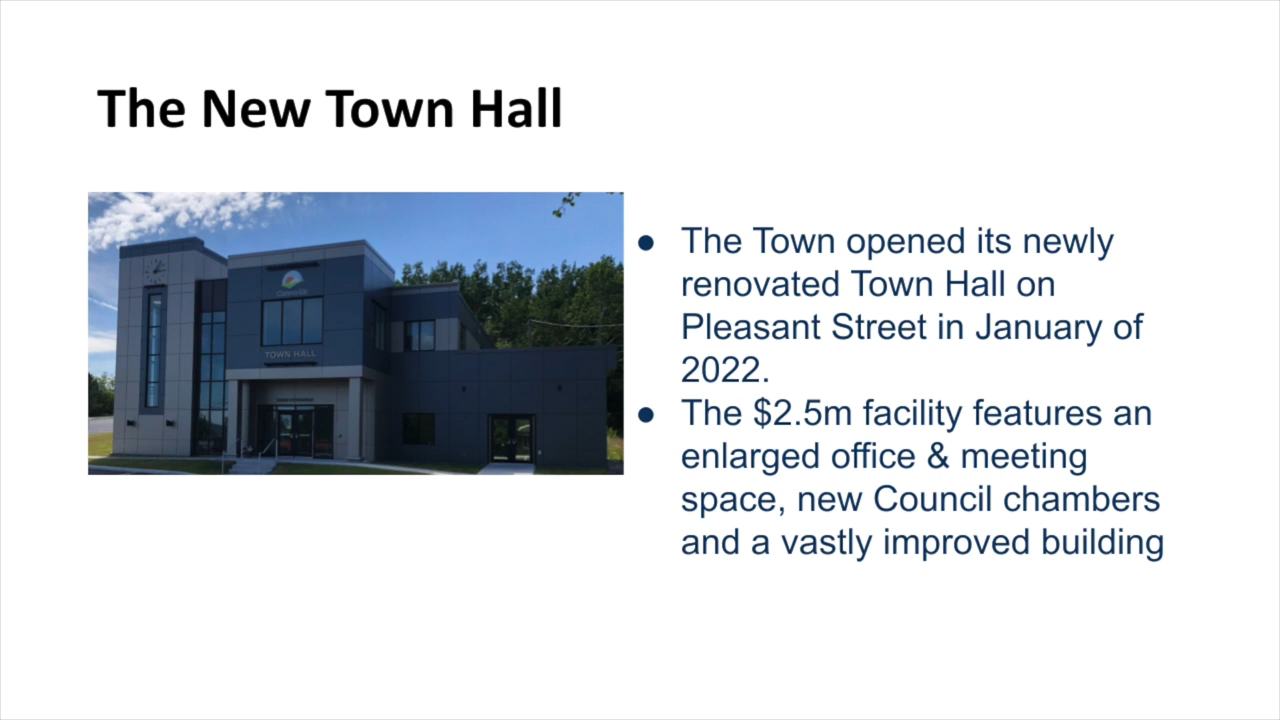 The New Town Hall
TOWN HALL
● The Town opened its newly
renovated Town Hall on
Pleasant Street in January of
2022.
● The $2.5m facility features an
enlarged office & meeting
space, new Council chambers
and a vastly improved building